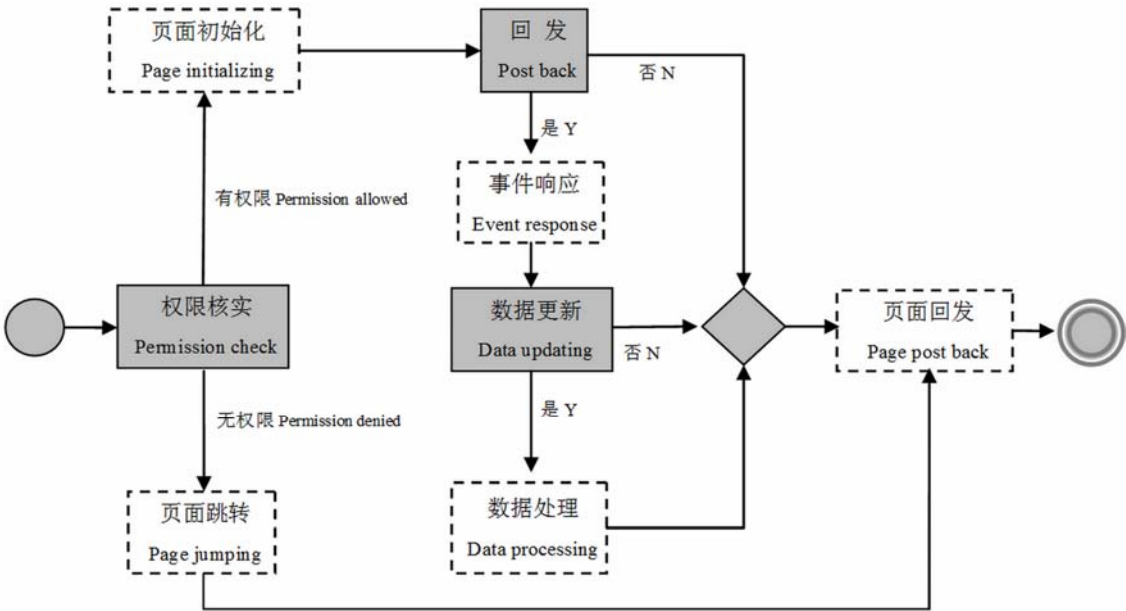 页面初始化
Page initializing
回 发
Post back
否 N
是 Y
事件响应
Event response
有权限 Permission allowed
权限核实
Permission check
数据更新
Data updating
否 N
页面回发
Page post back
是 Y
无权限 Permission denied
页面跳转
Page jumping
数据处理
Data processing